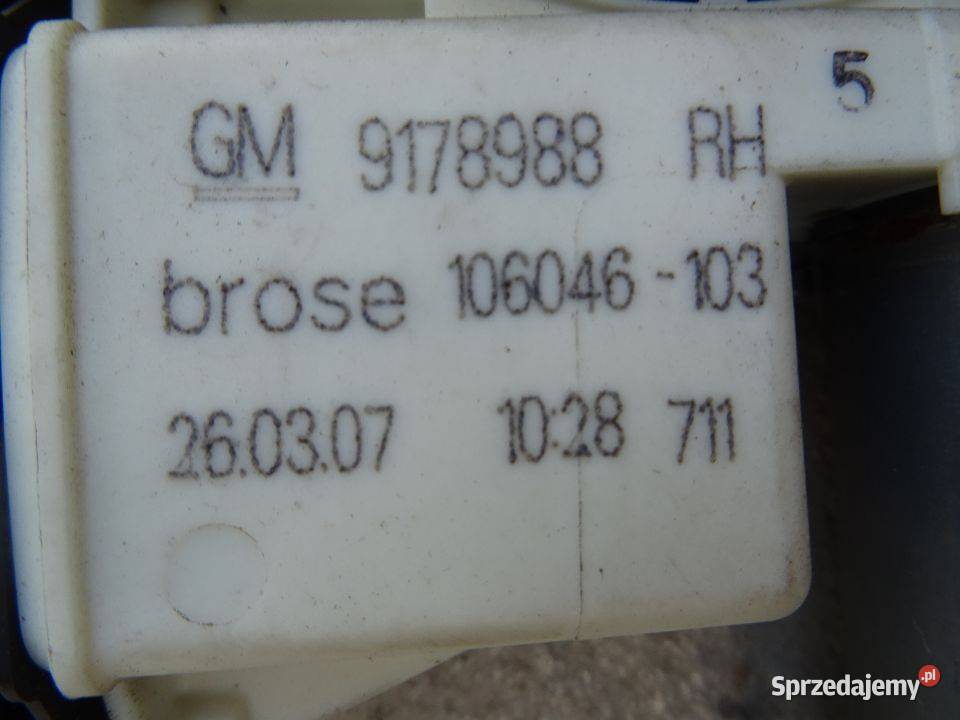 5
GM 9178988 RH
brose 106046-103
26.03.07 10:28 711
Sprzedajemy.pl